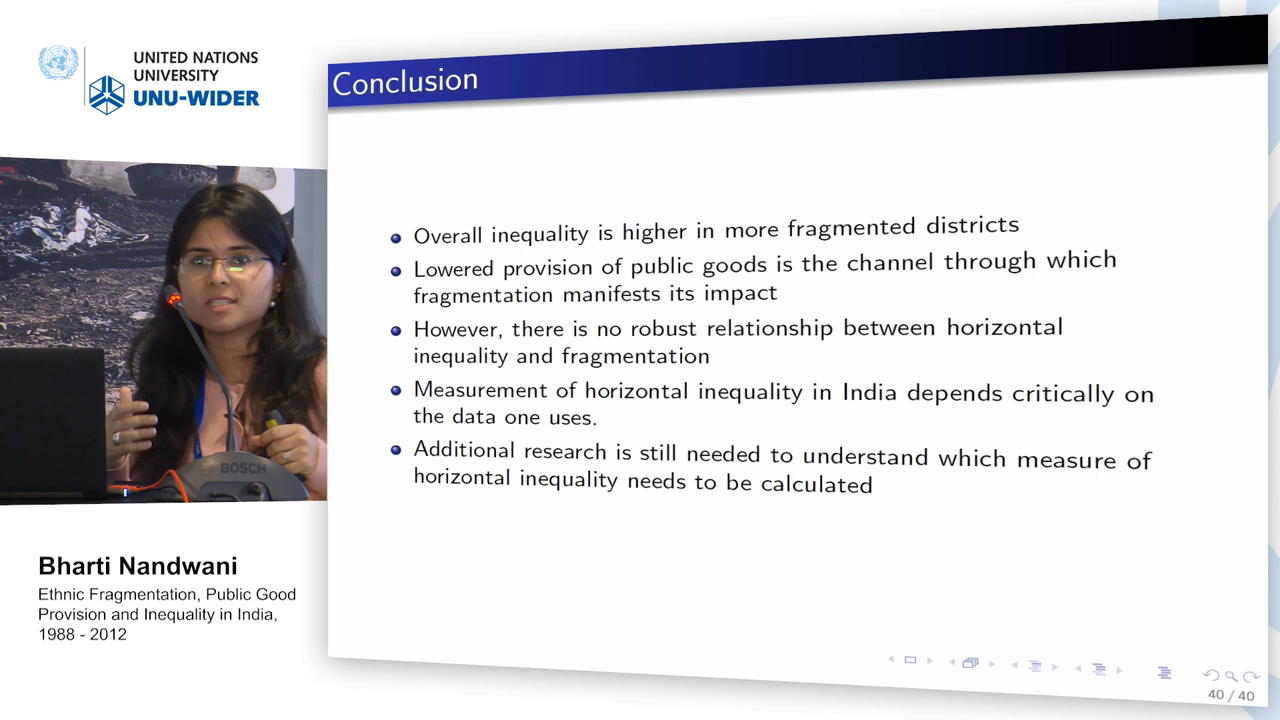 UNITED NATIONS
UNIVERSITY
UNU-WIDER
BOSCH
Bharti Nandwani
Ethnic Fragmentation, Public Good
Provision and Inequality in India,
1988 - 2012
Conclusion
Overall inequality is higher in more fragmented districts
Lowered provision of public goods is the channel through which
fragmentation manifests its impact
However, there is no robust relationship between horizontal
inequality and fragmentation
Measurement of horizontal inequality in India depends critically on
the data one uses.
Additional research is still needed to understand which measure of
horizontal inequality needs to be calculated
40 / 40